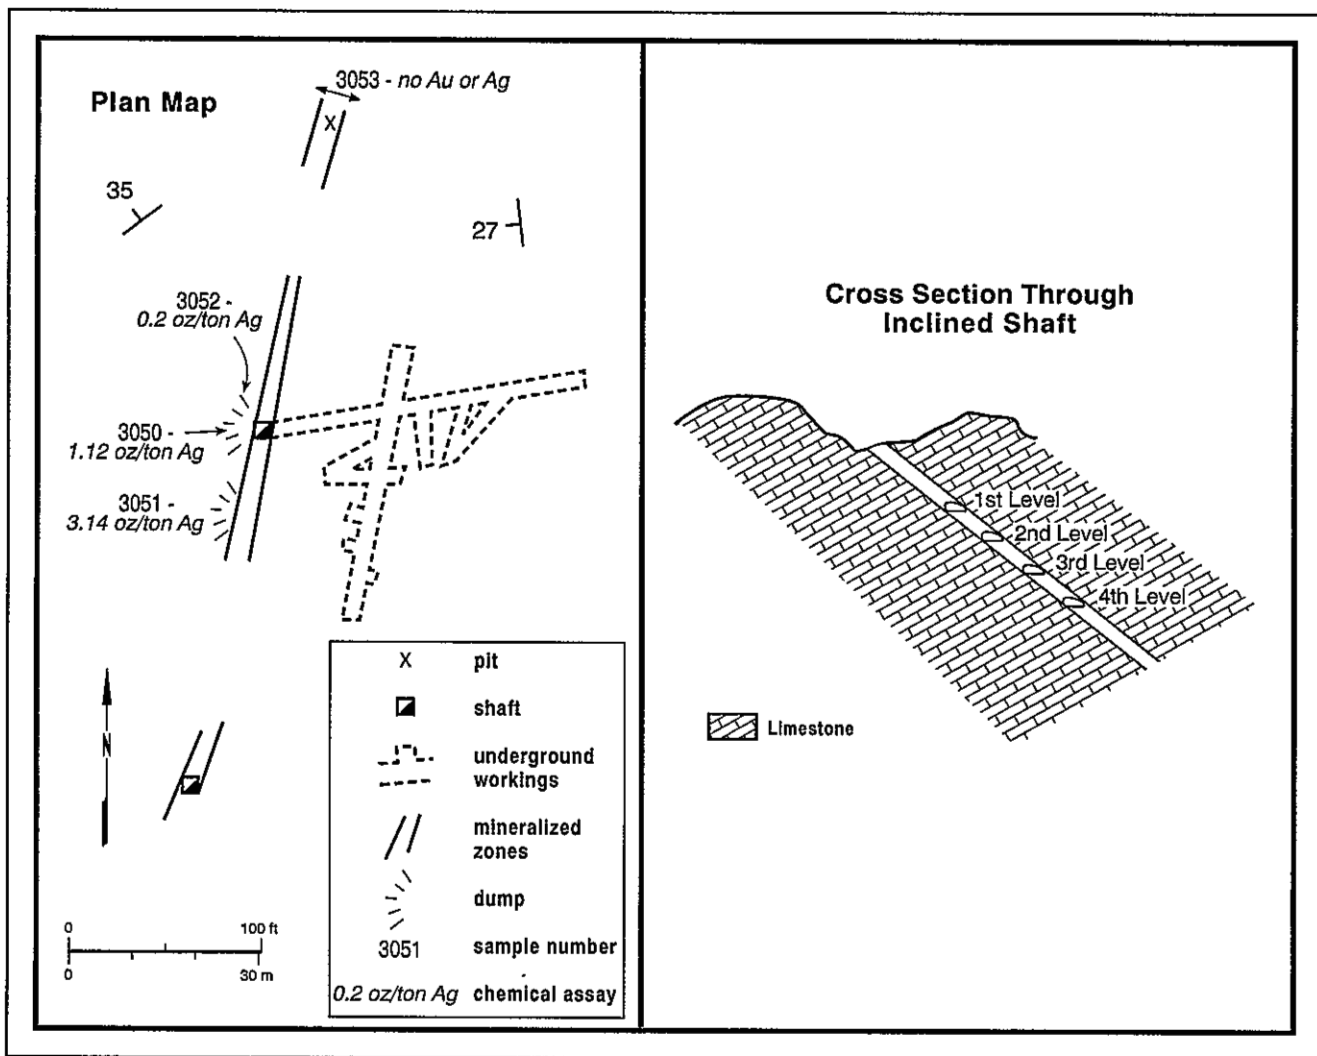 Plan Map
3053 - no Au or Ag
X
35
27
3052 -
0.2 oz/ton Ag
3050 -
1.12 oz/ton Ag
3051 -
3.14 oz/ton Ag
N
0 100 ft
0 30 m
X pit
shaft
underground
workings
mineralized
zones
dump
3051 sample number
0.2 oz/ton Ag chemical assay
Cross Section Through
Inclined Shaft
1st Level
2nd Level
3rd Level
4th Level
Limestone